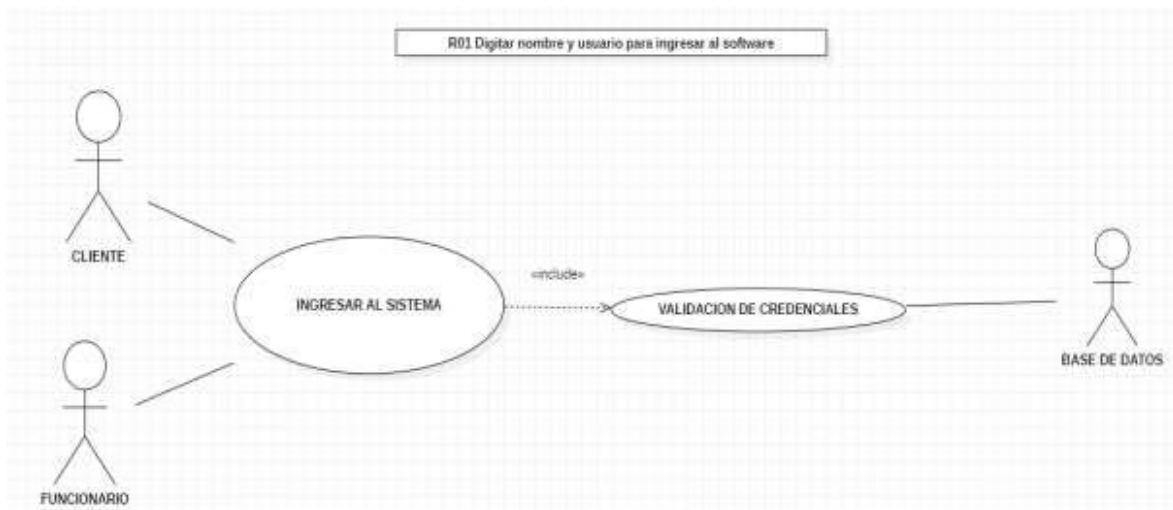 R01 Digitar nombre y usuario para ingresar al software
CLIENTE
«include»
INGRESAR AL SISTEMA
VALIDACION DE CREDENCIALES
BASE DE DATOS
FUNCIONARIO